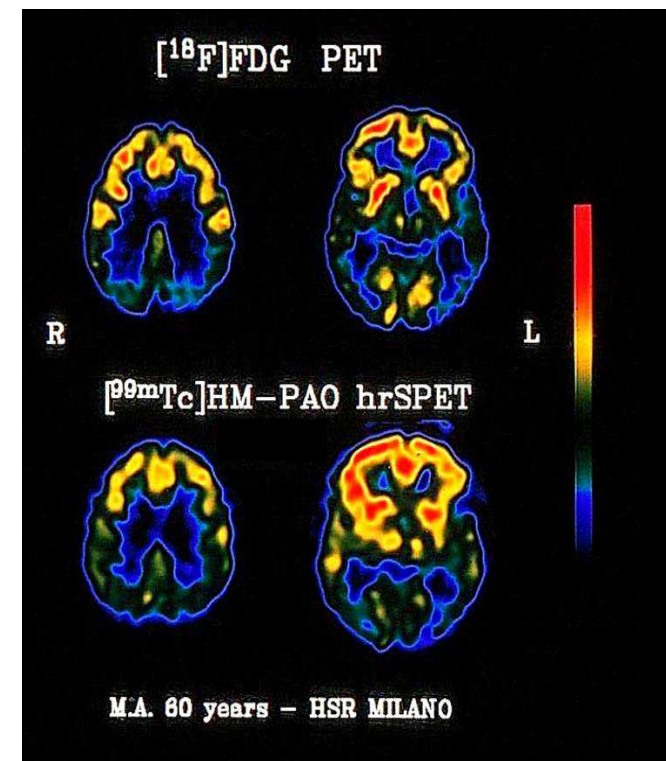 [¹⁸F]FDG PET
R
L
[⁹⁹ᵐTc]HM-PAO hrSPET
M.A. 60 years - HSR MILANO